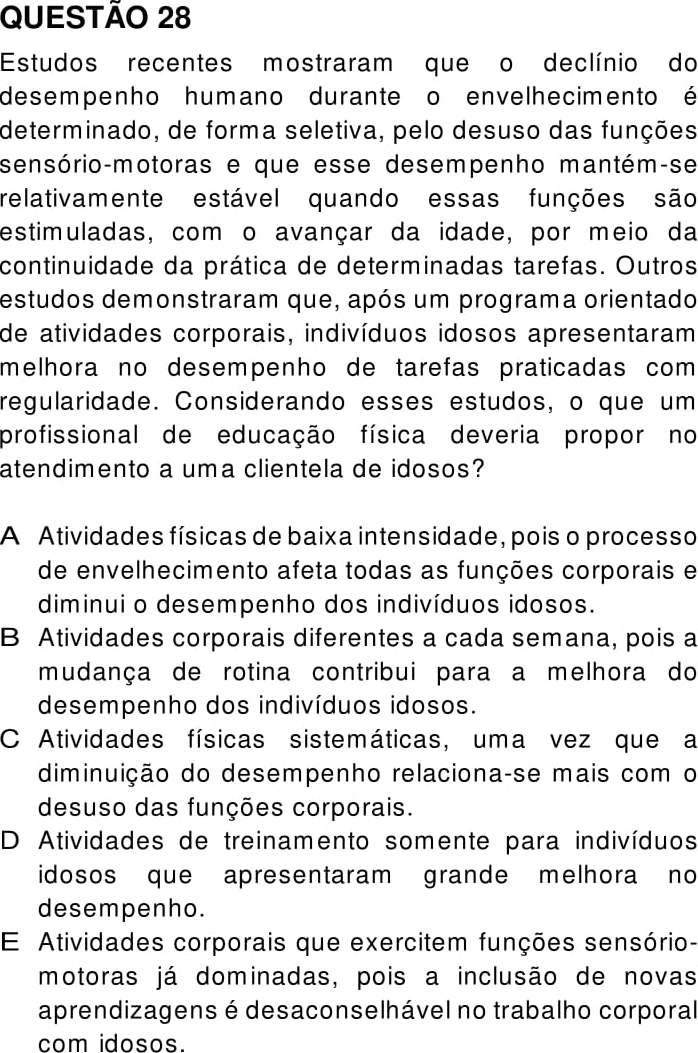 QUESTÃO 28
Estudos recentes mostraram que o declínio do
desempenho humano durante o envelhecimento é
determinado, de forma seletiva, pelo desuso das funções
sensório-motoras e que esse desempenho mantém-se
relativamente estável quando essas funções são
estimuladas, com o avançar da idade, por meio da
continuidade da prática de determinadas tarefas. Outros
estudos demonstraram que, após um programa orientado
de atividades corporais, indivíduos idosos apresentaram
melhora no desempenho de tarefas praticadas com
regularidade. Considerando esses estudos, o que um
profissional de educação física deveria propor no
atendimento a uma clientela de idosos?
A Atividades físicas de baixa intensidade, pois o processo
de envelhecimento afeta todas as funções corporais e
diminui o desempenho dos indivíduos idosos.
B Atividades corporais diferentes a cada semana, pois a
mudança de rotina contribui para a melhora do
desempenho dos indivíduos idosos.
C Atividades físicas sistemáticas, uma vez que a
diminuição do desempenho relaciona-se mais com o
desuso das funções corporais.
D Atividades de treinamento somente para indivíduos
idosos que apresentaram grande melhora no
desempenho.
E Atividades corporais que exercitem funções sensório-
motoras já dominadas, pois a inclusão de novas
aprendizagens é desaconselhável no trabalho corporal
com idosos.